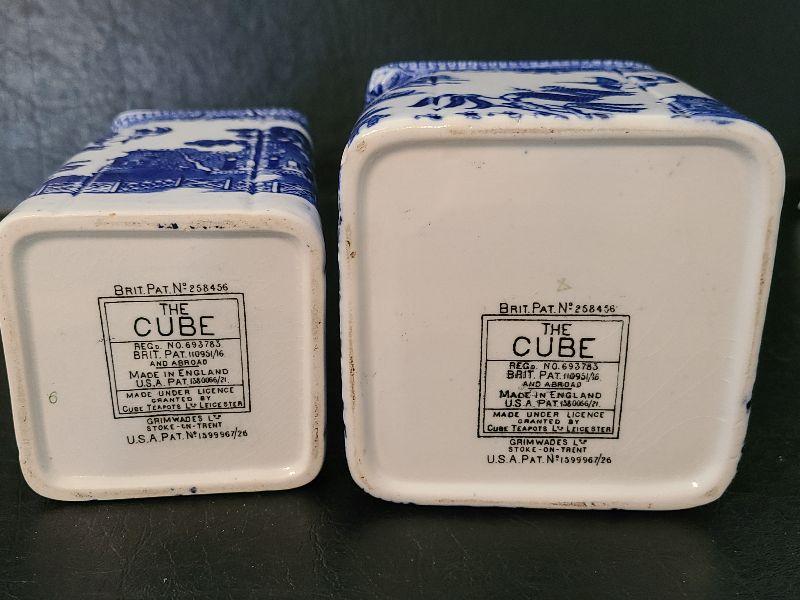 BRIT. PAT. No 258456
THE
CUBE
REGD. NO. 693783
BRIT. PAT. 110951/16
AND ABROAD
MADE IN ENGLAND
U.S.A. PAT. 1380066/21.
MADE UNDER LICENCE
GRANTED BY
CUBE TEAPOTS LTD LEICESTER
GRIMWADES LTD
STOKE-ON-TRENT
U.S.A. PAT. No 1599967/26
6
BRIT. PAT. No 258456
THE
CUBE
REGD. NO. 693783
BRIT. PAT. 110951/16
AND ABROAD
MADE IN ENGLAND
U.S.A. PAT. 1380066/21.
MADE UNDER LICENCE
GRANTED BY
CUBE TEAPOTS LTD LEICESTER
GRIMWADES LTD
STOKE-ON-TRENT
U.S.A. PAT. No 1599967/26